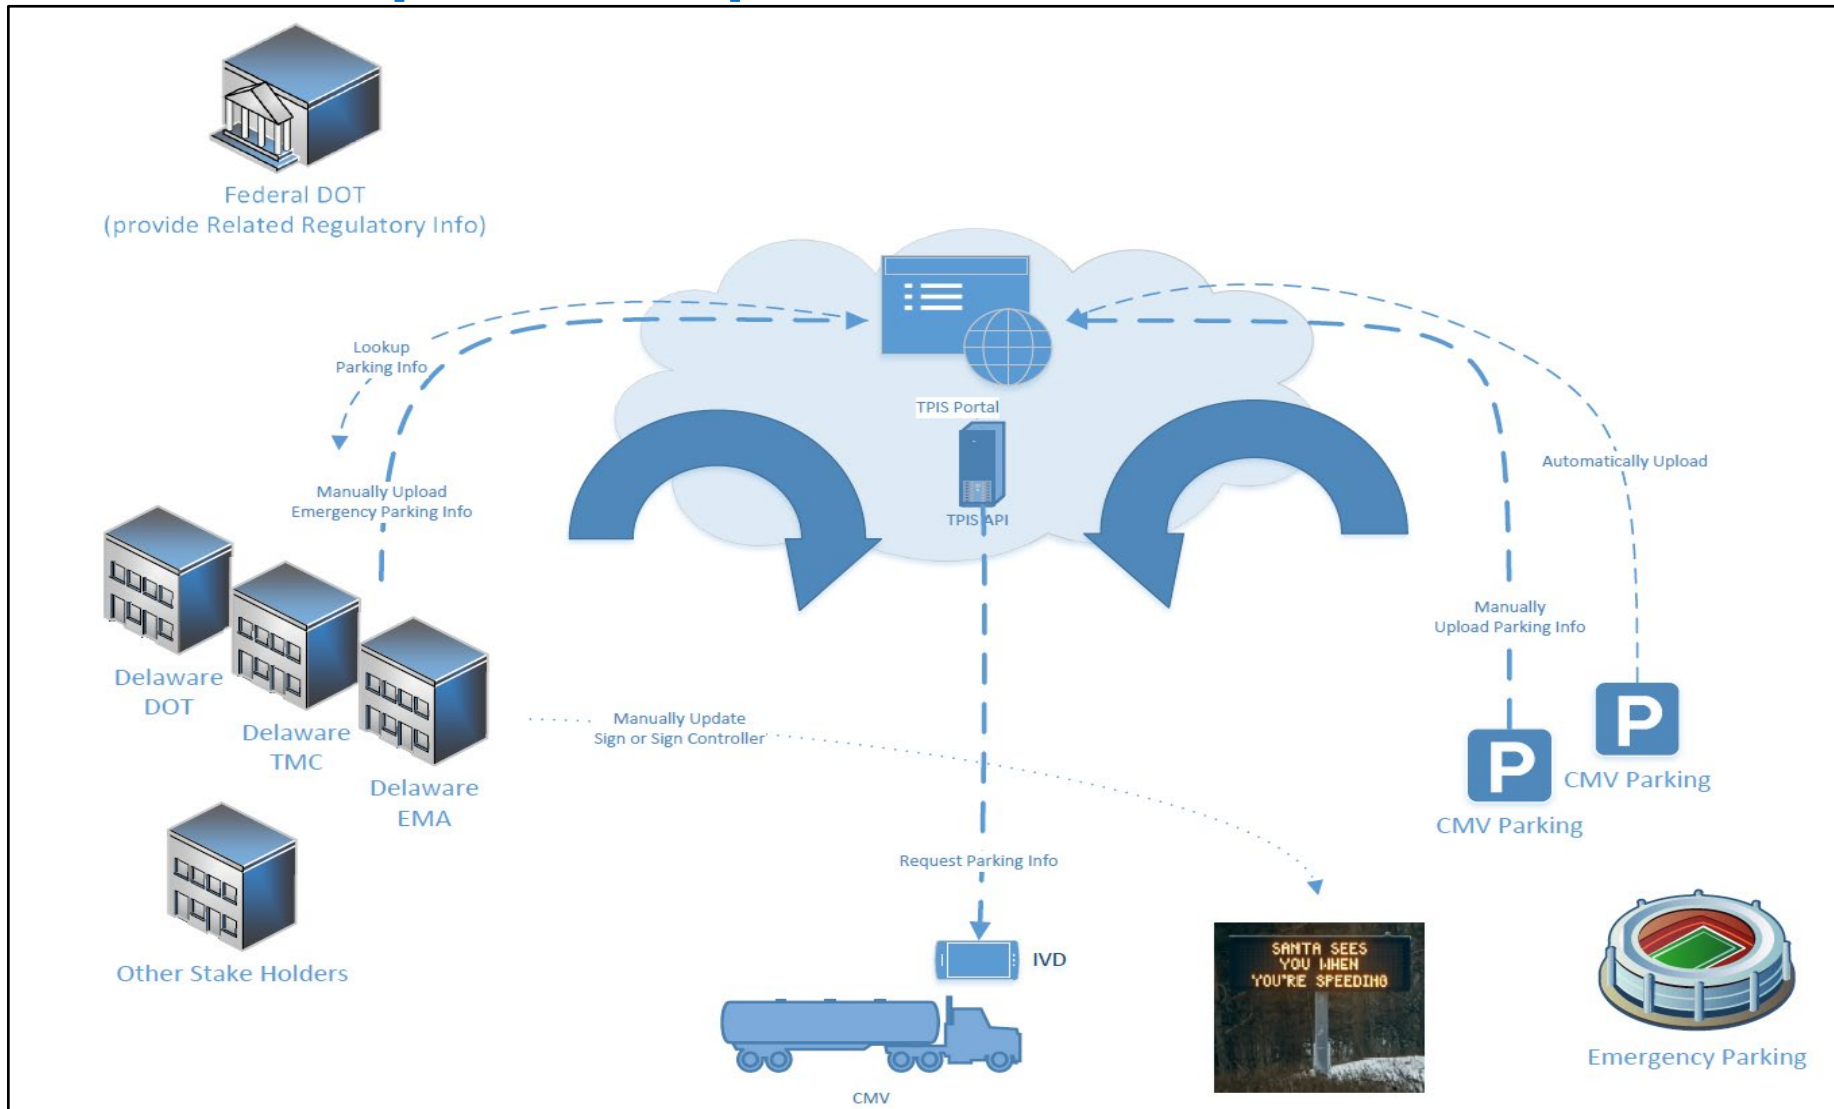 Federal DOT
(provide Related Regulatory Info)
Lookup
Parking Info
TPIS Portal
Manually Upload
Emergency Parking Info
TPIS API
Automatically Upload
Manually
Upload Parking Info
Delaware
DOT
Delaware
TMC
Delaware
EMA
Manually Update
Sign or Sign Controller
P
CMV Parking
P
CMV Parking
Request Parking Info
IVD
Other Stake Holders
SANTA SEES
YOU WHEN
YOU'RE SPEEDING
Emergency Parking
CMV